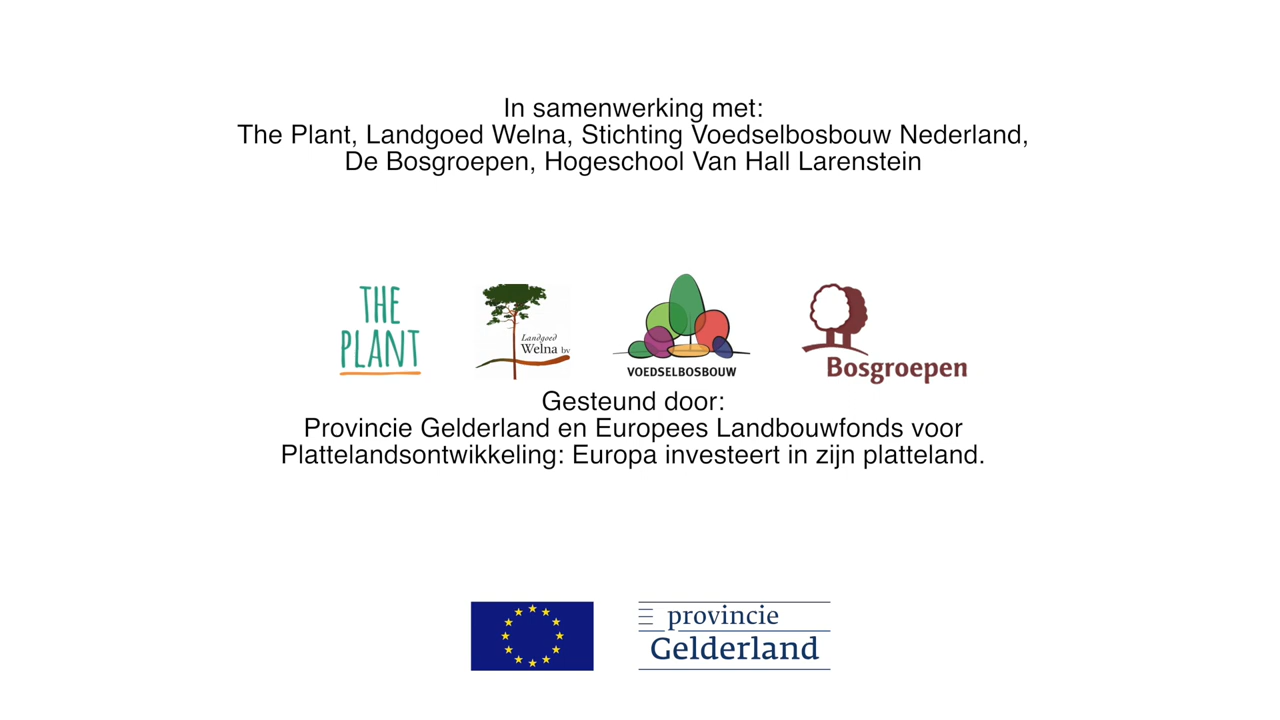 In samenwerking met:
The Plant, Landgoed Welna, Stichting Voedselbosbouw Nederland,
De Bosgroepen, Hogeschool Van Hall Larenstein
THE
PLANT
Landgoed
Welna bv
VOEDSELBOSBOUW
Bosgroepen
Gesteund door:
Provincie Gelderland en Europees Landbouwfonds voor
Plattelandsontwikkeling: Europa investeert in zijn platteland.
provincie
Gelderland